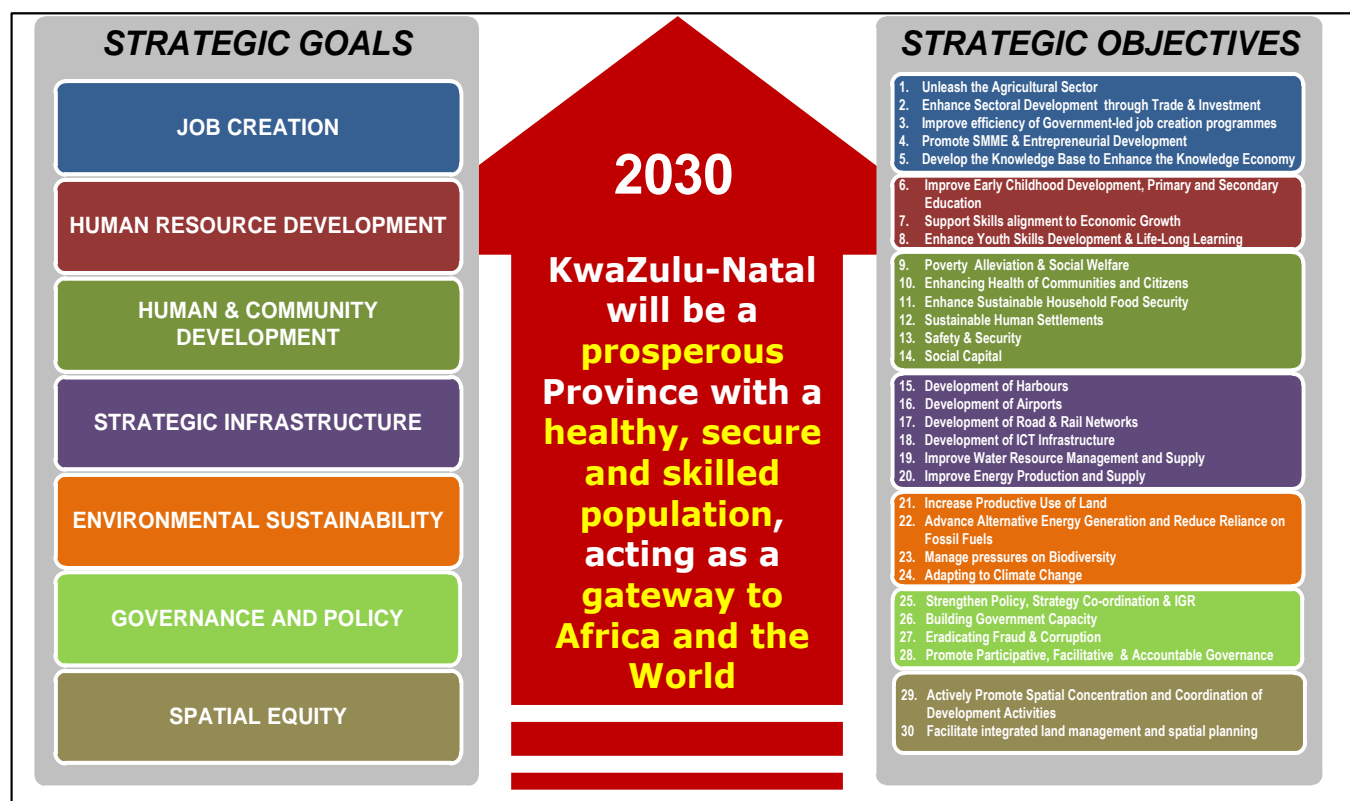 STRATEGIC GOALS
JOB CREATION
HUMAN RESOURCE DEVELOPMENT
HUMAN & COMMUNITY
DEVELOPMENT
STRATEGIC INFRASTRUCTURE
ENVIRONMENTAL SUSTAINABILITY
GOVERNANCE AND POLICY
SPATIAL EQUITY
2030
KwaZulu-Natal
will be a
prosperous
Province with a
healthy, secure
and skilled
population,
acting as a
gateway to
Africa and the
World
STRATEGIC OBJECTIVES
1. Unleash the Agricultural Sector
2. Enhance Sectoral Development through Trade & Investment
3. Improve efficiency of Government-led job creation programmes
4. Promote SMME & Entrepreneurial Development
5. Develop the Knowledge Base to Enhance the Knowledge Economy
6. Improve Early Childhood Development, Primary and Secondary
Education
7. Support Skills alignment to Economic Growth
8. Enhance Youth Skills Development & Life-Long Learning
9. Poverty Alleviation & Social Welfare
10. Enhancing Health of Communities and Citizens
11. Enhance Sustainable Household Food Security
12. Sustainable Human Settlements
13. Safety & Security
14. Social Capital
15. Development of Harbours
16. Development of Airports
17. Development of Road & Rail Networks
18. Development of ICT Infrastructure
19. Improve Water Resource Management and Supply
20. Improve Energy Production and Supply
21. Increase Productive Use of Land
22. Advance Alternative Energy Generation and Reduce Reliance on
Fossil Fuels
23. Manage pressures on Biodiversity
24. Adapting to Climate Change
25. Strengthen Policy, Strategy Co-ordination & IGR
26. Building Government Capacity
27. Eradicating Fraud & Corruption
28. Promote Participative, Facilitative & Accountable Governance
29. Actively Promote Spatial Concentration and Coordination of
Development Activities
30 Facilitate integrated land management and spatial planning